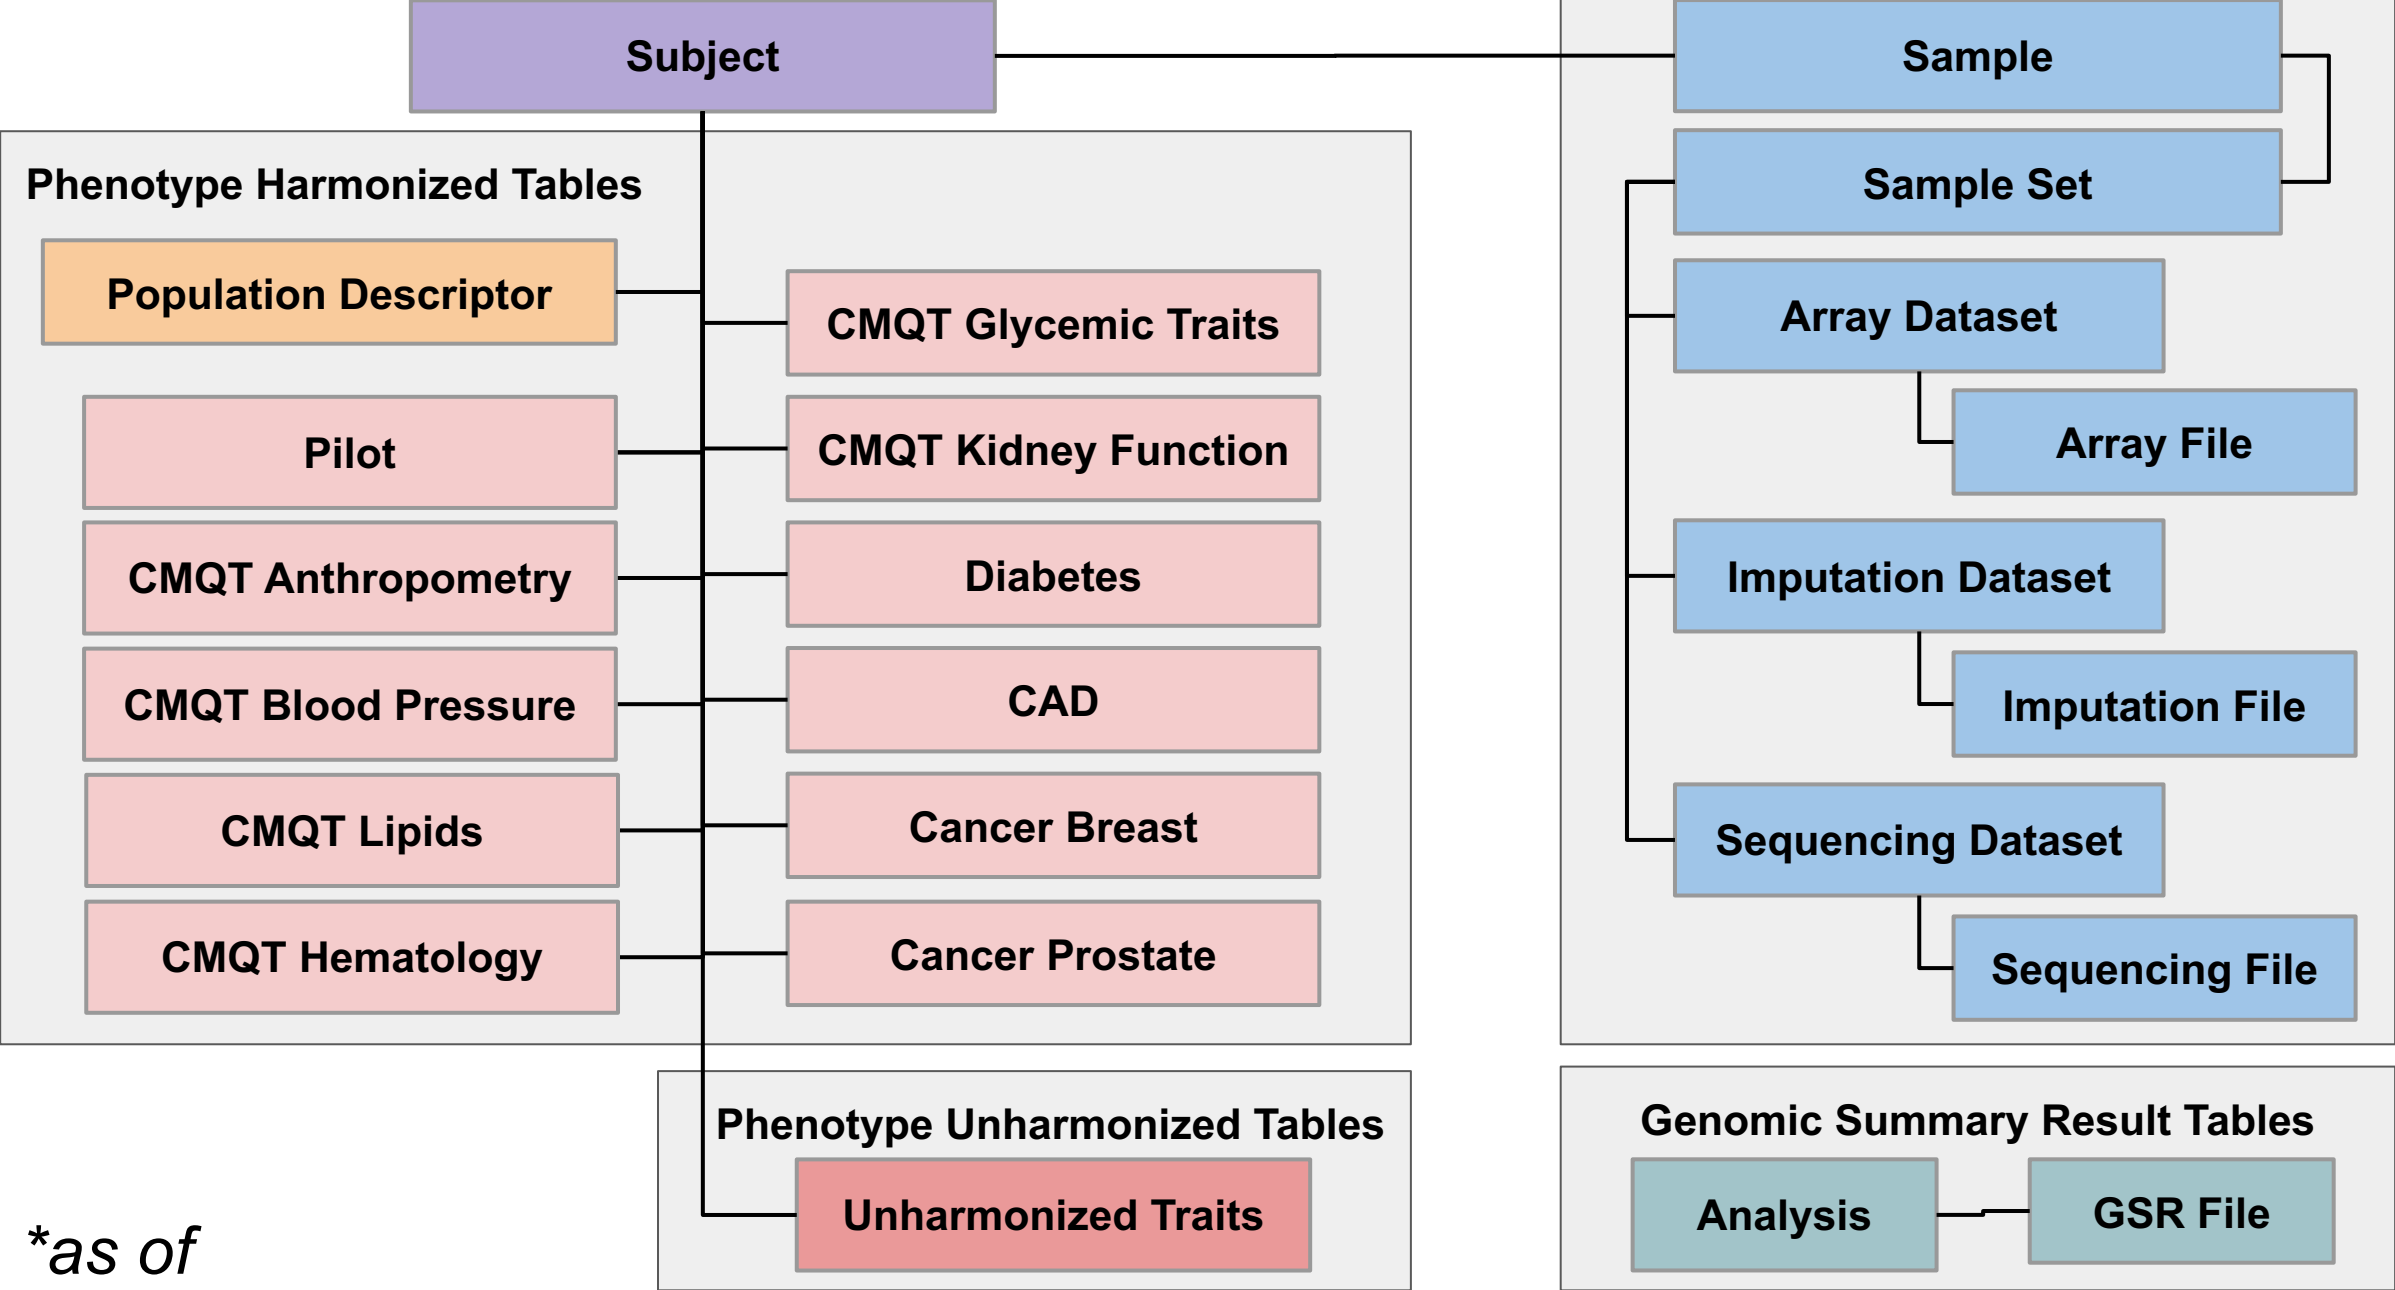 Subject
Sample
Sample Set
Phenotype Harmonized Tables
Population Descriptor
Pilot
CMQT Anthropometry
CMQT Blood Pressure
CMQT Lipids
CMQT Hematology
CMQT Glycemic Traits
CMQT Kidney Function
Diabetes
CAD
Cancer Breast
Cancer Prostate
Array Dataset
Array File
Imputation Dataset
Imputation File
Sequencing Dataset
Sequencing File
Phenotype Unharmonized Tables
Unharmonized Traits
Genomic Summary Result Tables
Analysis
GSR File
*as of